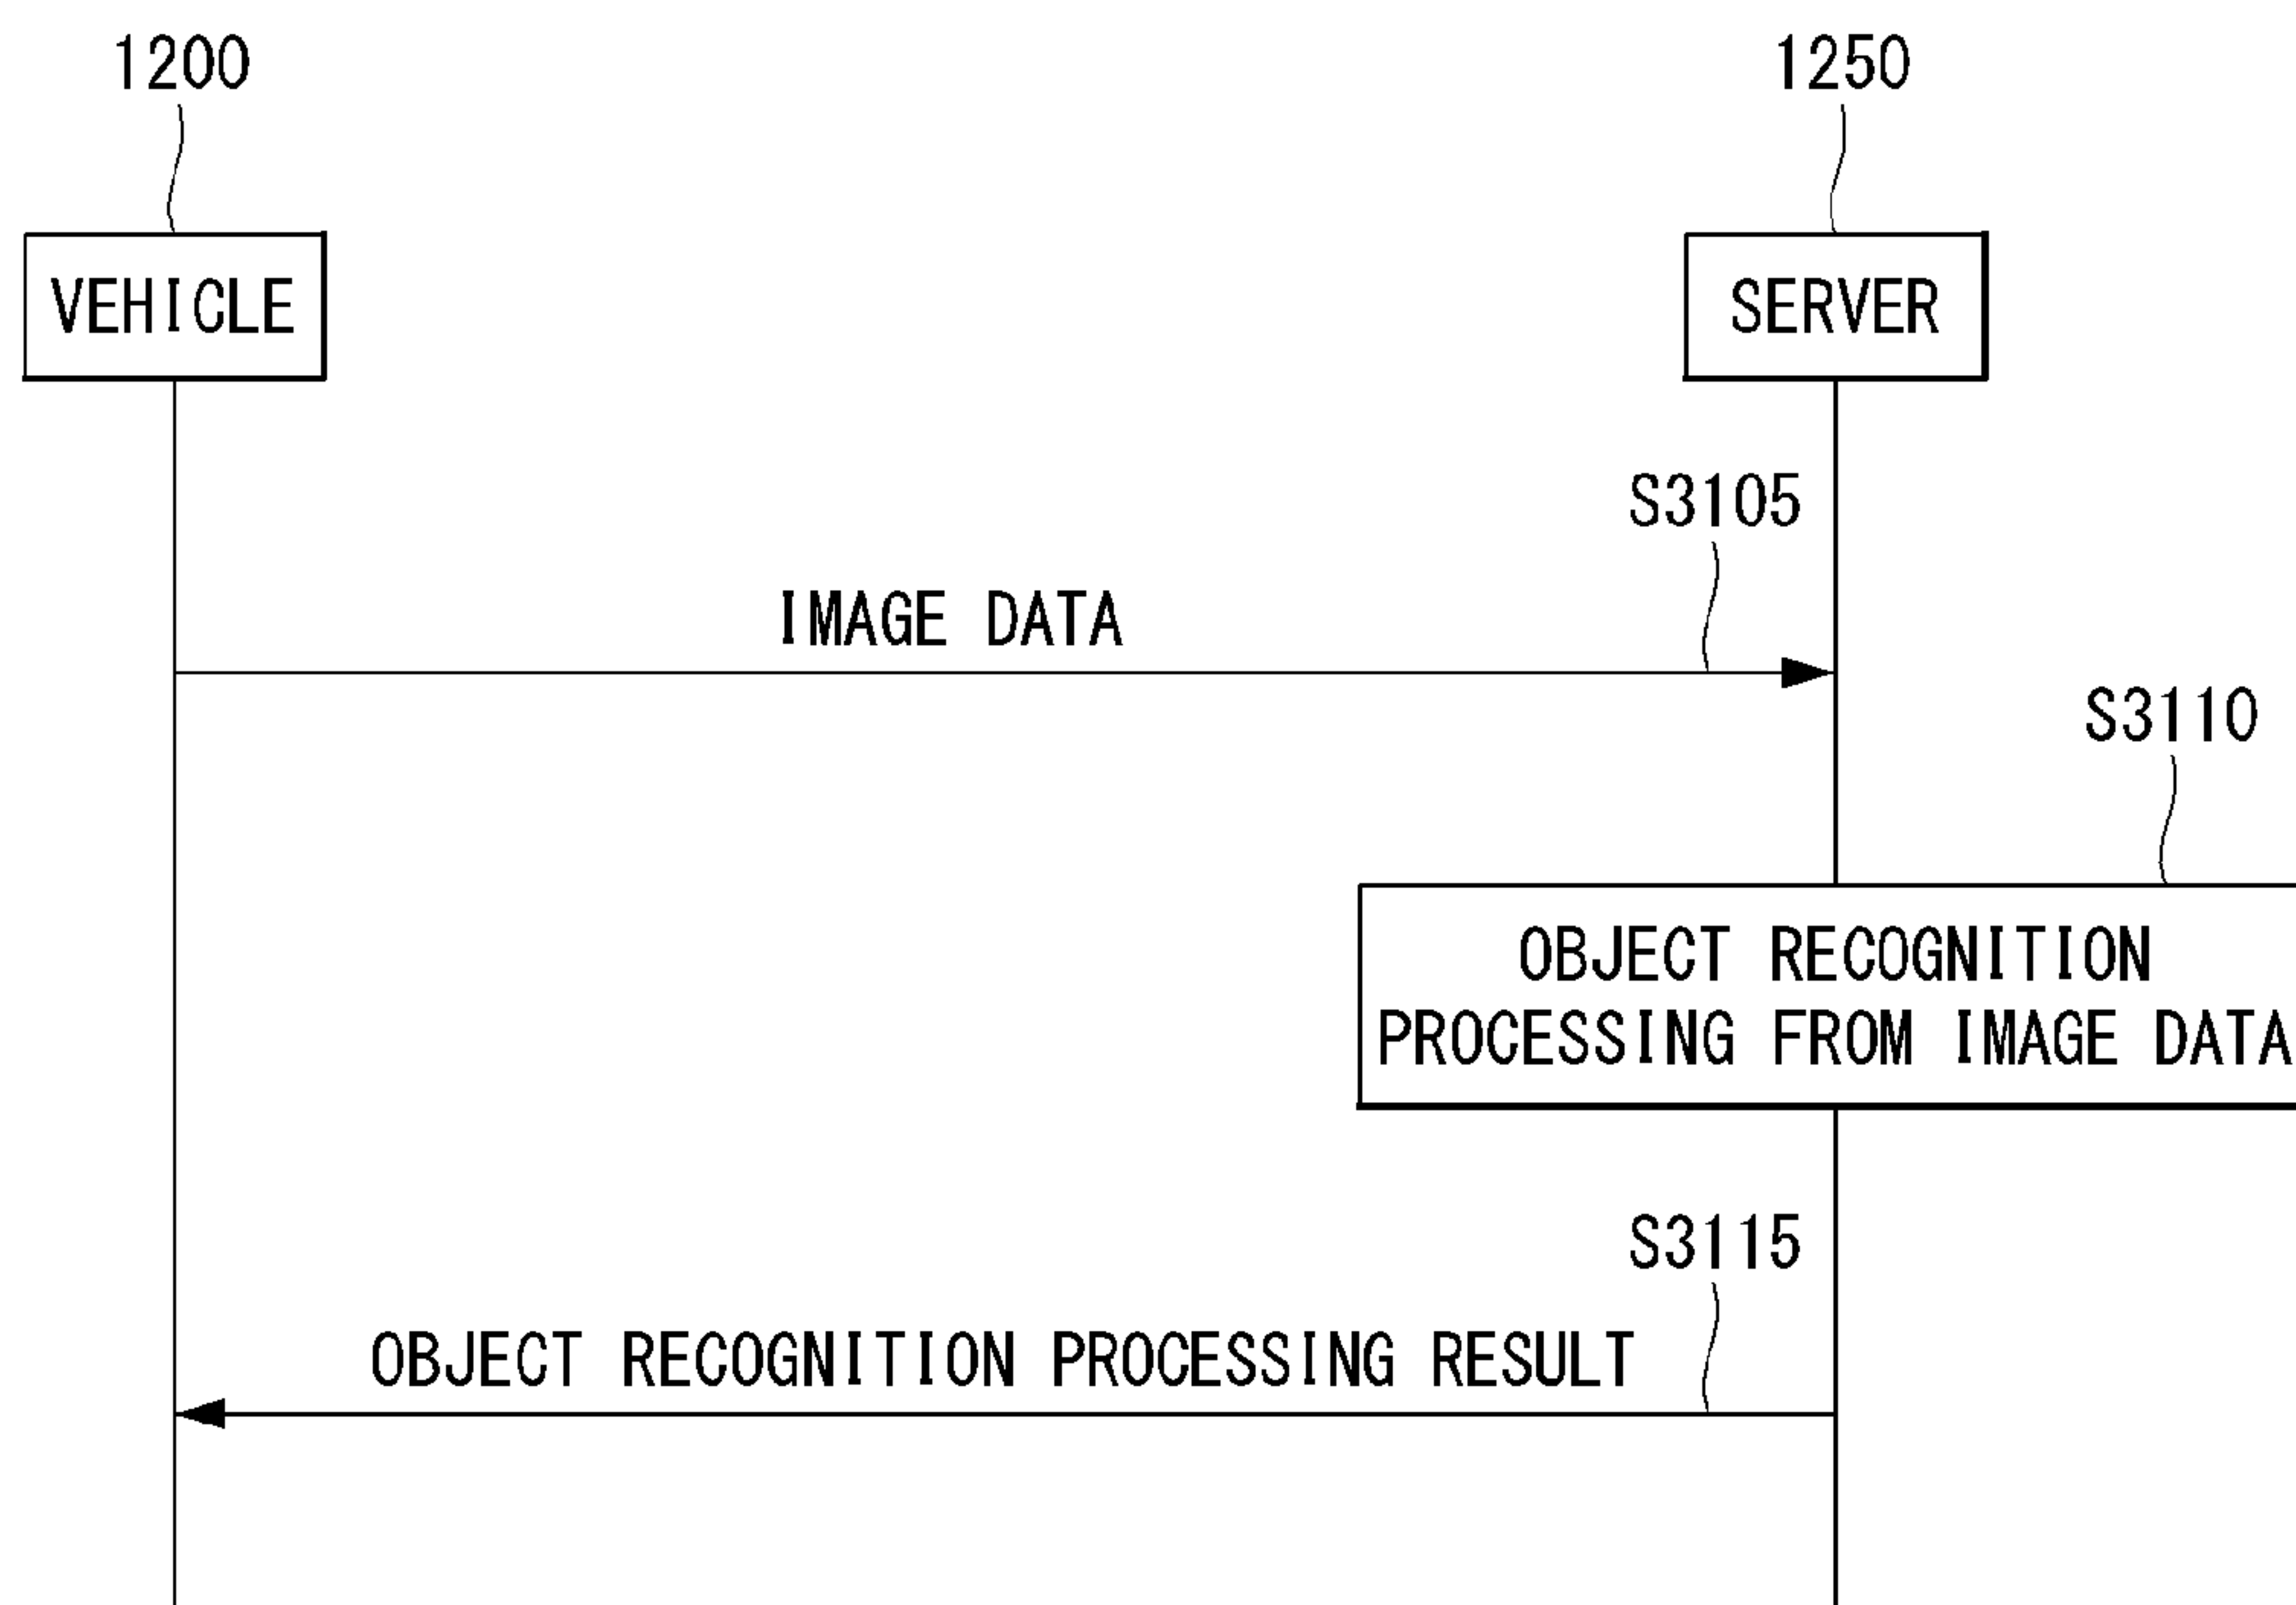 1200
1250
VEHICLE
SERVER
S3105
IMAGE DATA
S3110
OBJECT RECOGNITION
PROCESSING FROM IMAGE DATA
S3115
OBJECT RECOGNITION PROCESSING RESULT